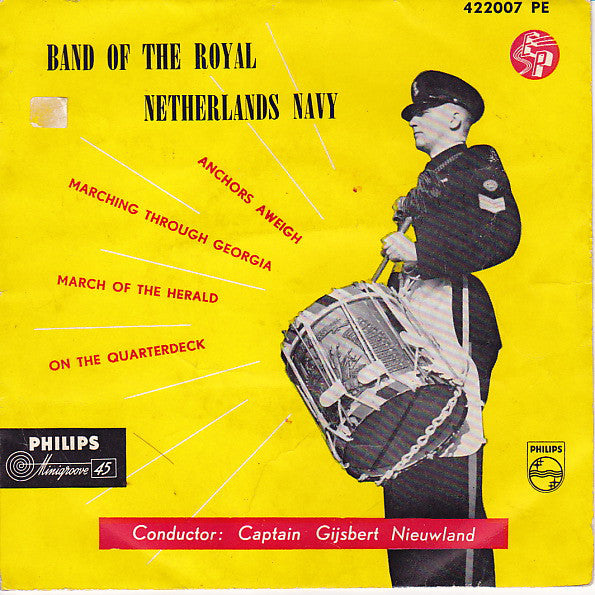 422007 PE
EP
BAND OF THE ROYAL
NETHERLANDS NAVY
ANCHORS AWEIGH
MARCHING THROUGH GEORGIA
MARCH OF THE HERALD
ON THE QUARTERDECK
PHILIPS
Minigroove 45
PHILIPS
Conductor: Captain Gijsbert Nieuwland